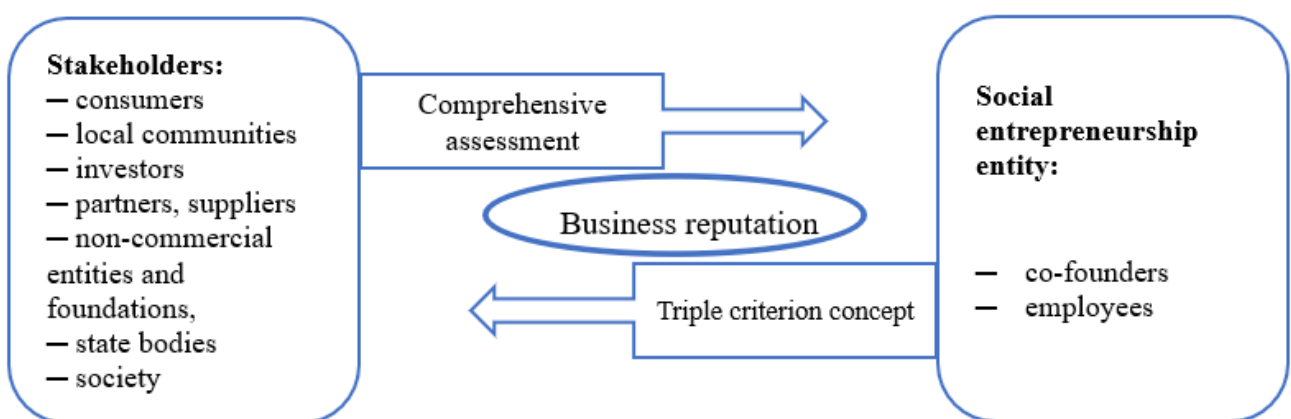 Stakeholders:
— consumers
— local communities
— investors
— partners, suppliers
— non-commercial
entities and
foundations,
— state bodies
— society
Comprehensive
assessment
Business reputation
Triple criterion concept
Social
entrepreneurship
entity:
— co-founders
— employees